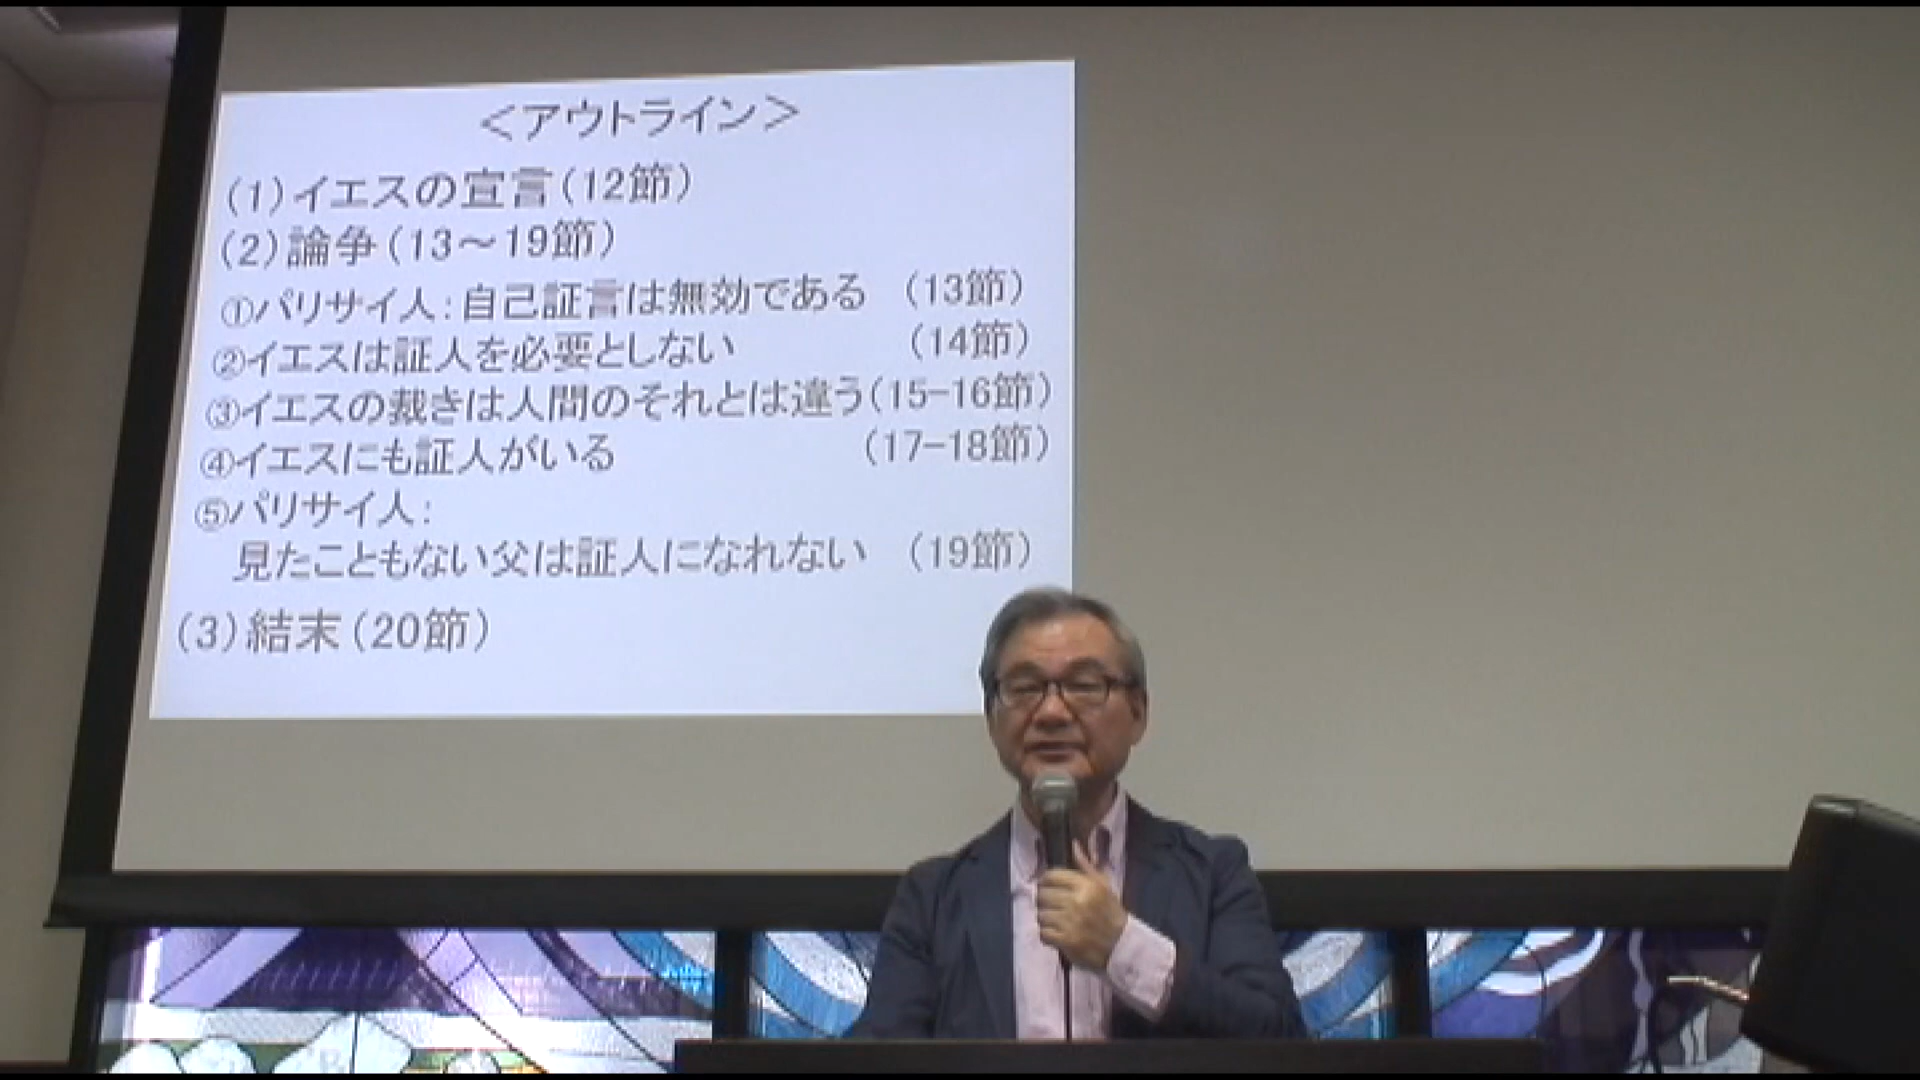 ＜アウトライン＞
(1)イエスの宣言(12節)
(2)論争(13～19節)
①パリサイ人：自己証言は無効である (13節)
②イエスは証人を必要としない (14節)
③イエスの裁きは人間のそれとは違う(15-16節)
④イエスにも証人がいる (17-18節)
⑤パリサイ人：
見たこともない父は証人になれない (19節)
(3)結末(20節)